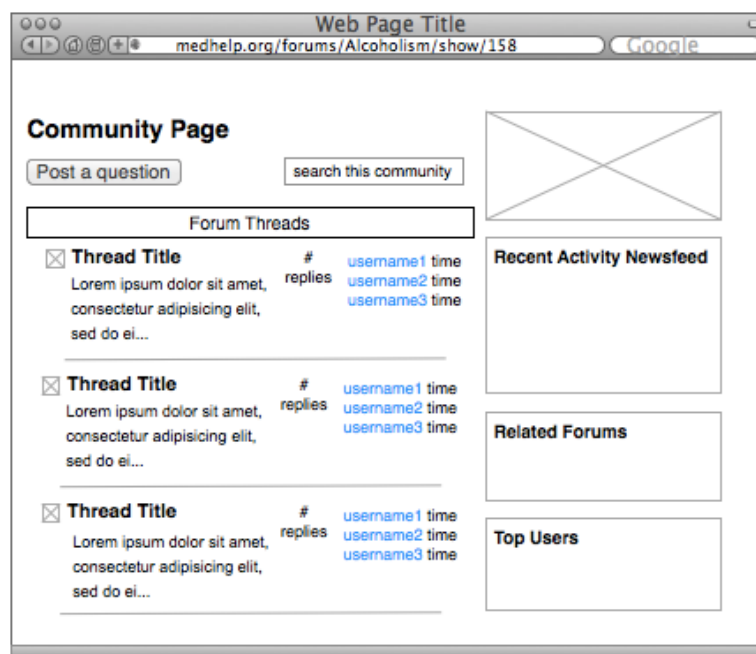 Web Page Title
medhelp.org/forums/Alcoholism/show/158
Google
Community Page
Post a question
search this community
Forum Threads
Thread Title
Lorem ipsum dolor sit amet,
consectetur adipisicing elit,
sed do ei...
#
replies
username1 time
username2 time
username3 time
Thread Title
Lorem ipsum dolor sit amet,
consectetur adipisicing elit,
sed do ei...
#
replies
username1 time
username2 time
username3 time
Thread Title
Lorem ipsum dolor sit amet,
consectetur adipisicing elit,
sed do ei...
#
replies
username1 time
username2 time
username3 time
Recent Activity Newsfeed
Related Forums
Top Users